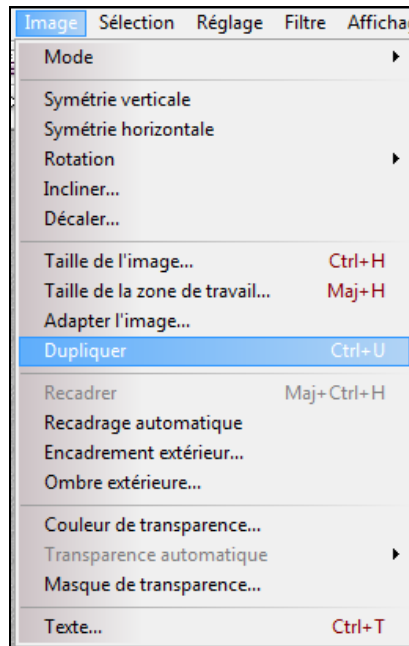 Image Sélection Réglage Filtre Afficha
Mode
Symétrie verticale
Symétrie horizontale
Rotation
Incliner...
Décaler...
Taille de l'image... Ctrl+H
Taille de la zone de travail... Maj+H
Adapter l'image...
Dupliquer Ctrl+U
Recadrer Maj+Ctrl+H
Recadrage automatique
Encadrement extérieur...
Ombre extérieure...
Couleur de transparence...
Transparence automatique
Masque de transparence...
Texte... Ctrl+T